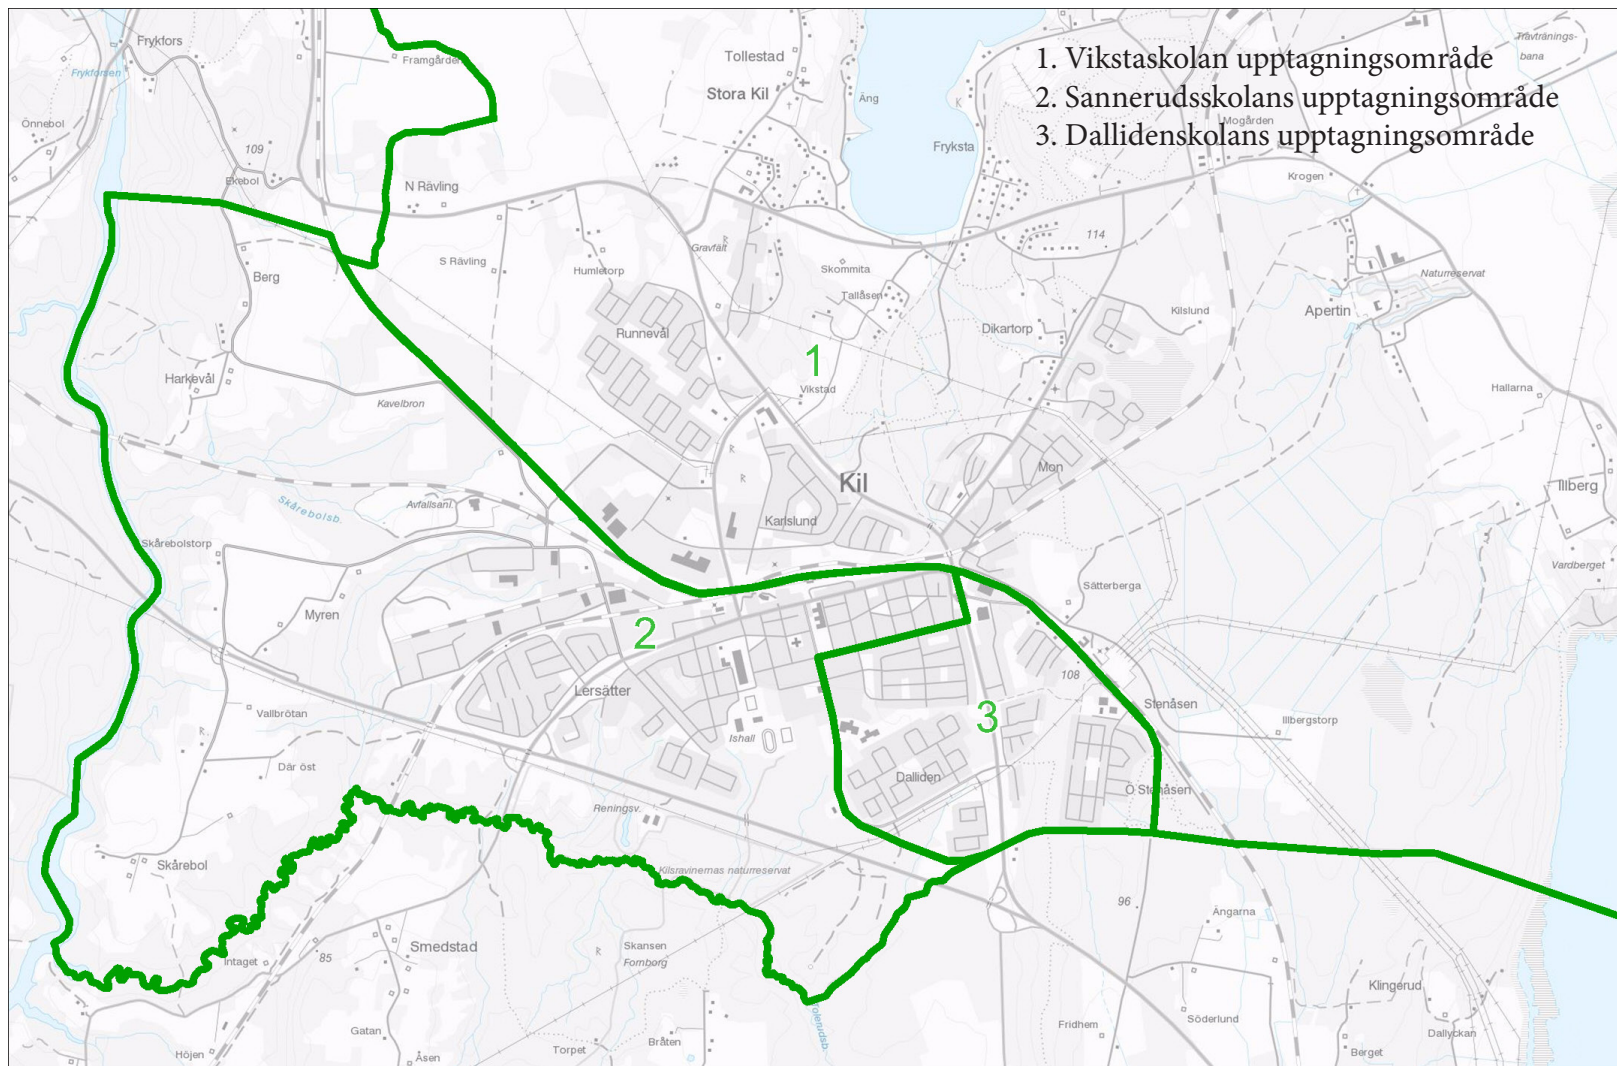 1. Vikstaskolan upptagningsområde
2. Sannerudsskolans upptagningsområde
3. Dallidenskolans upptagningsområde
Frykfors
Frykforsen
Framgården
Tollestad
Stora Kil
Äng
Travtränings-
bana
Mogården
K
Önnebol
109
Ekebol
N Rävling
Fryksta
Krogen
Gravfält
114
Berg
S Rävling
Humletorp
Skommita
Naturreservat
Tallåsen
Kilslund
Apertin
Runnevål
Dikartorp
1
Harkevål
Vikstad
Hallarna
Kavelbron
Mon
Kil
Illberg
Avfallsanl.
Skårebolsb.
Karlslund
Skårebolstorp
Vardberget
Sätterberga
Myren
2
108
Lersätter
Stenåsen
Vallbrötan
3
Illbergstorp
Ishall
Där öst
Dalliden
Ö Stenåsen
Reningsv.
Skårebol
Kilsravinernas naturreservat
96
Ängarna
Smedstad
Skansen
Fornborg
85
Intaget
Klingerud
Tolerudsb.
Söderlund
Gatan
Fridhem
Dallyckan
Bråten
Höjen
Åsen
Torpet
Berget